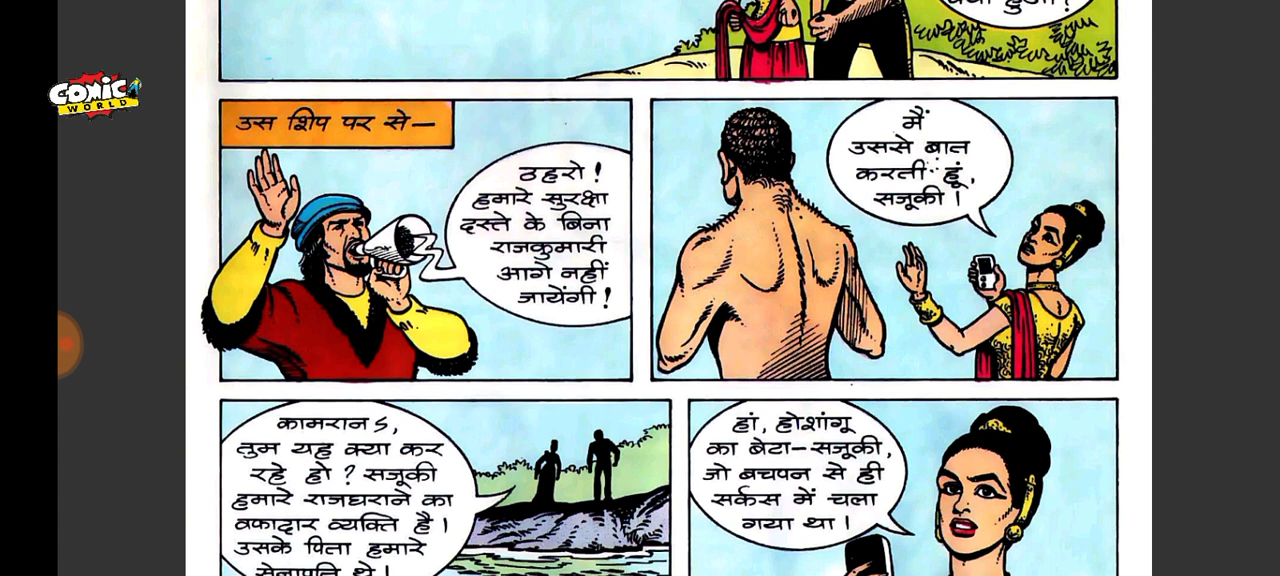 क्या हुआ?
COMIC
WORLD
उस शिप पर से—
ठहरो!
हमारे सुरक्षा
दस्ते के बिना
राजकुमारी
आगे नहीं
जायेंगी!
मैं
उससे बात
करती हूं,
सजूकी।
कामरानऽ,
तुम यह क्या कर
रहे हो? सजूकी
हमारे राजघराने का
वफादार व्यक्ति है।
उसके पिता हमारे
सेनापति थे।
हां, होशांगू
का बेटा—सजूकी,
जो बचपन से ही
सर्कस में चला
गया था।